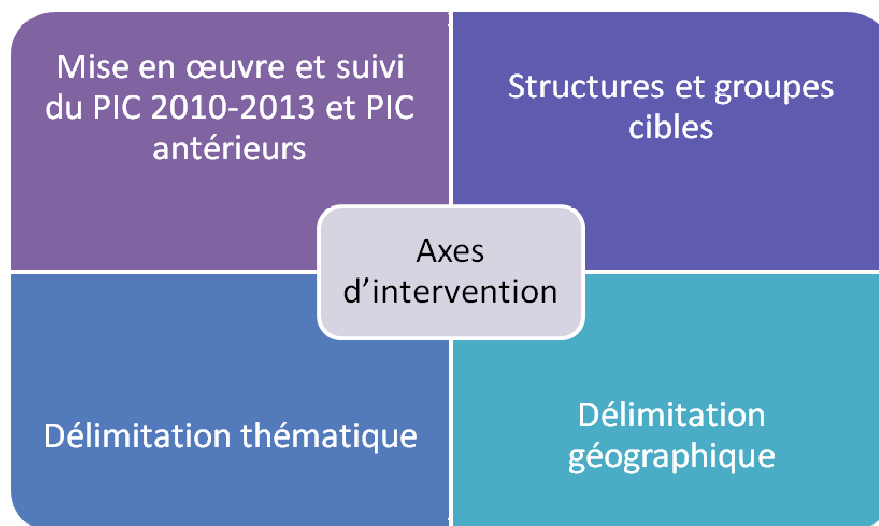 Mise en œuvre et suivi
du PIC 2010-2013 et PIC
antérieurs
Structures et groupes
cibles
Axes
d'intervention
Délimitation thématique
Délimitation
géographique